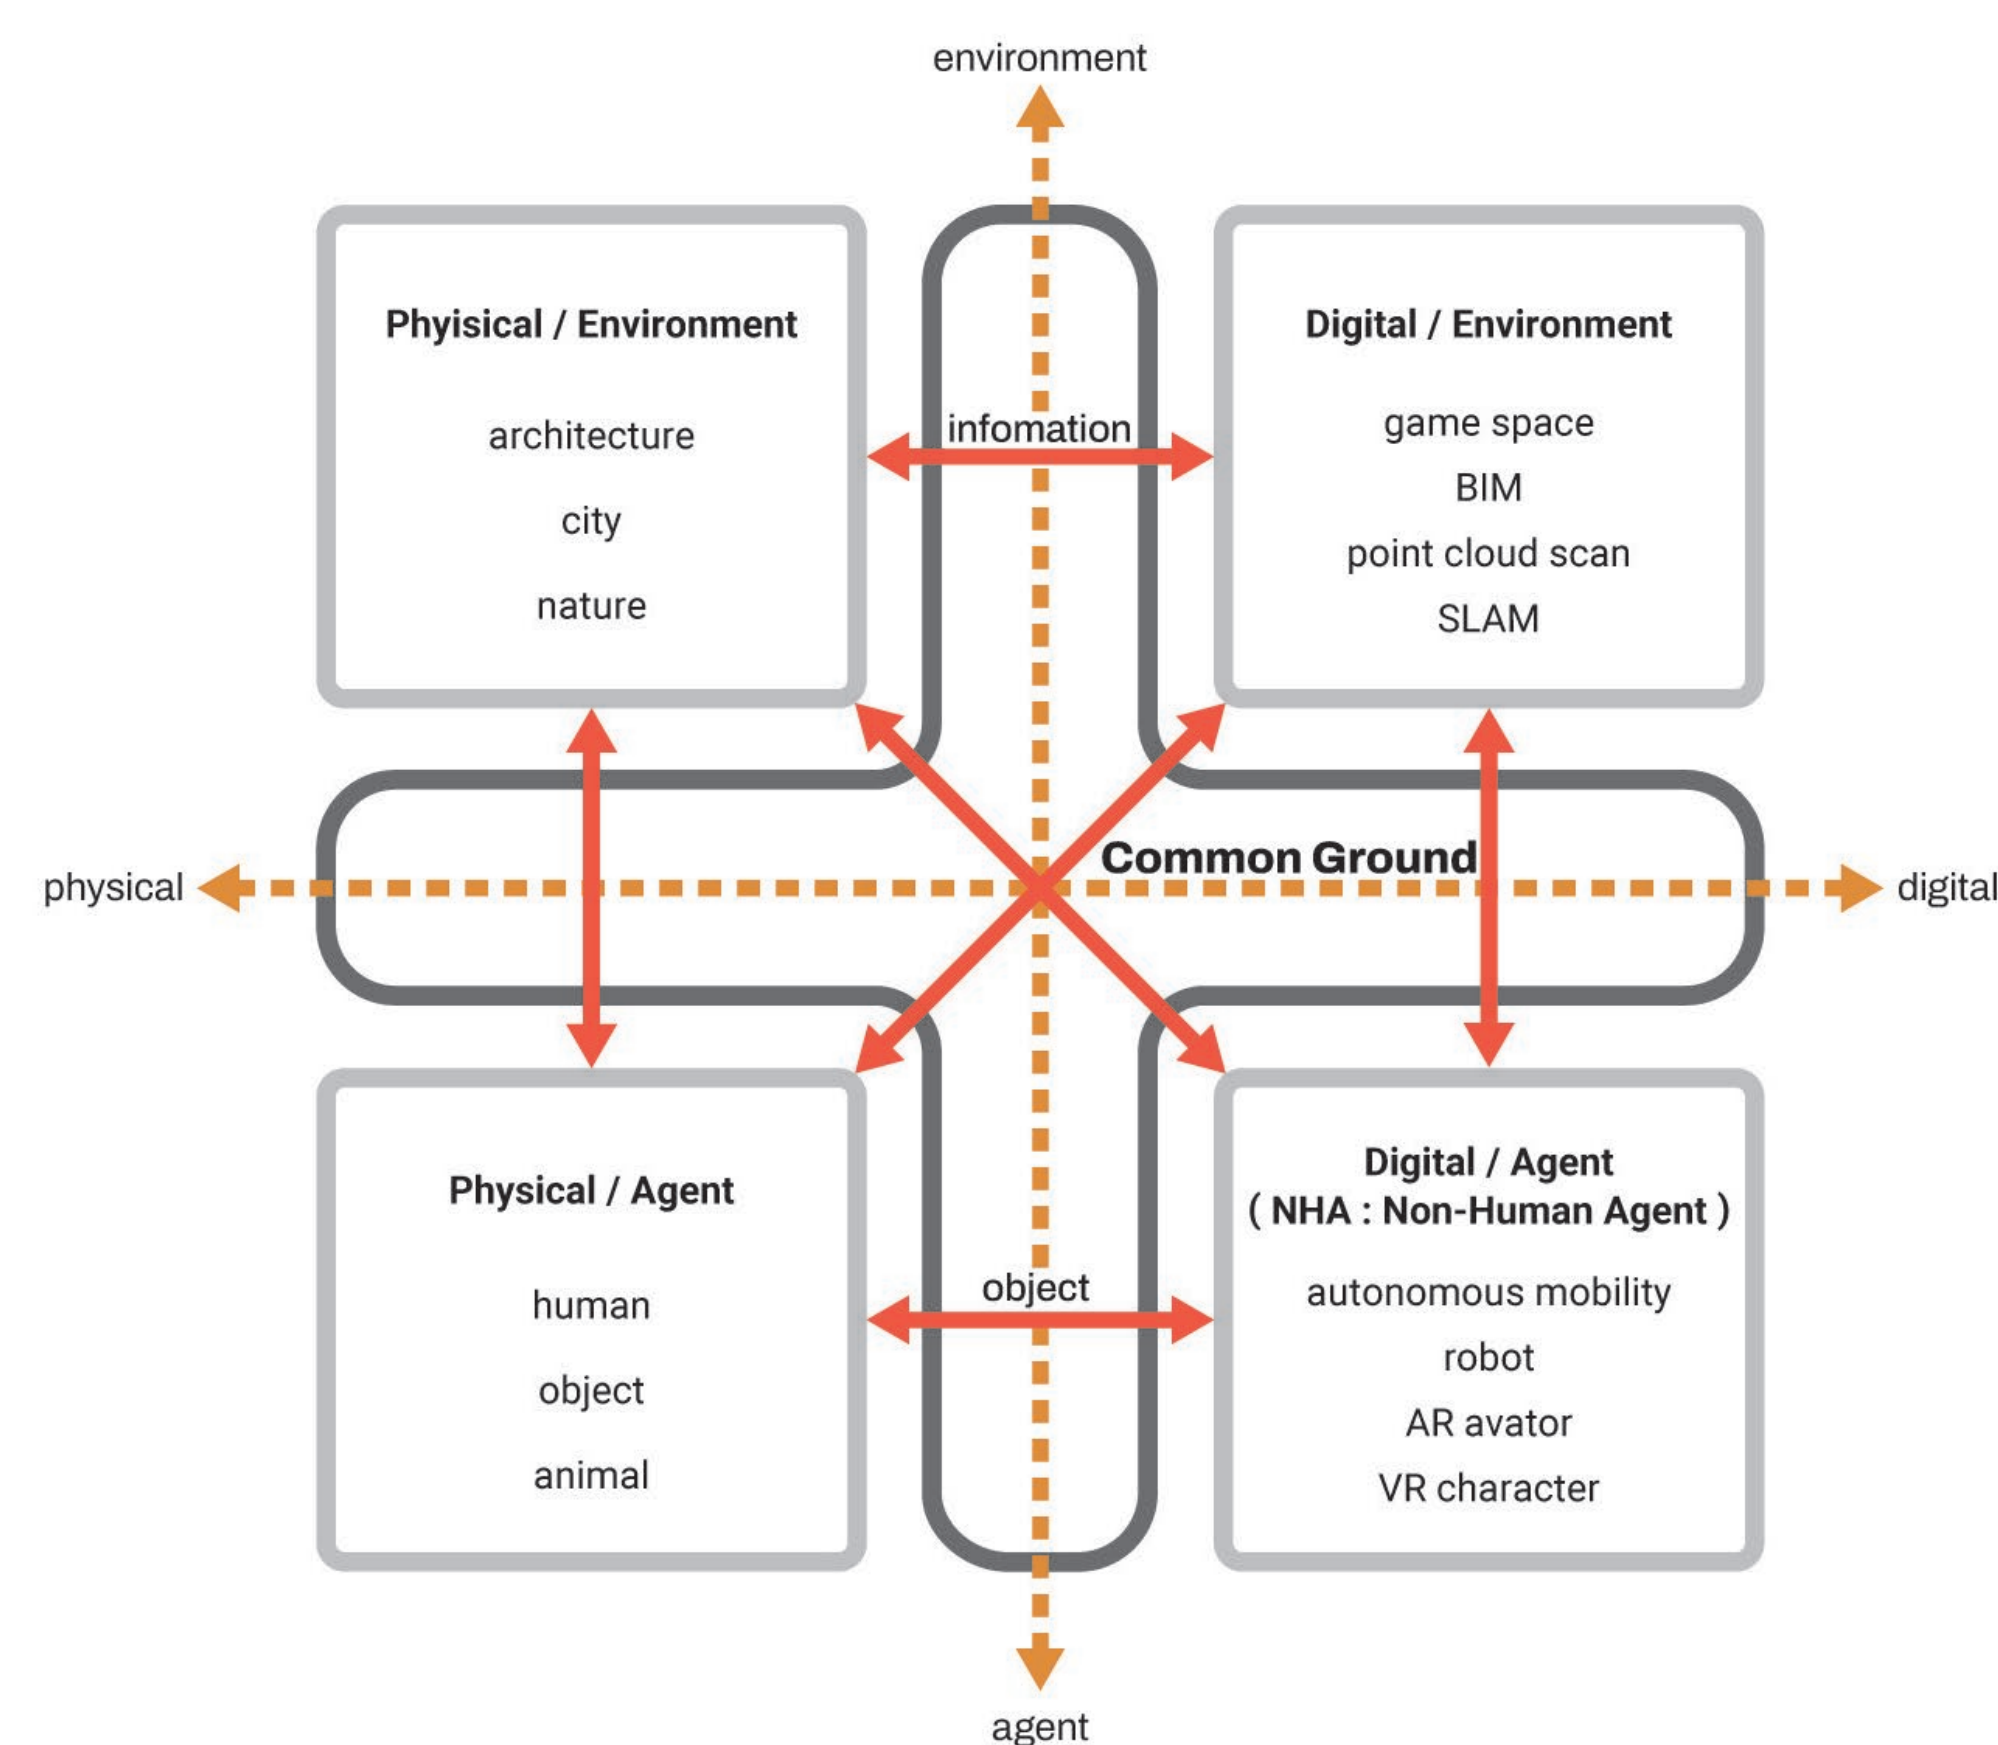 environment
Phyisical / Environment
architecture
city
nature
infomation
Digital / Environment
game space
BIM
point cloud scan
SLAM
physical
Common Ground
digital
Physical / Agent
human
object
animal
object
Digital / Agent
( NHA : Non-Human Agent )
autonomous mobility
robot
AR avator
VR character
agent